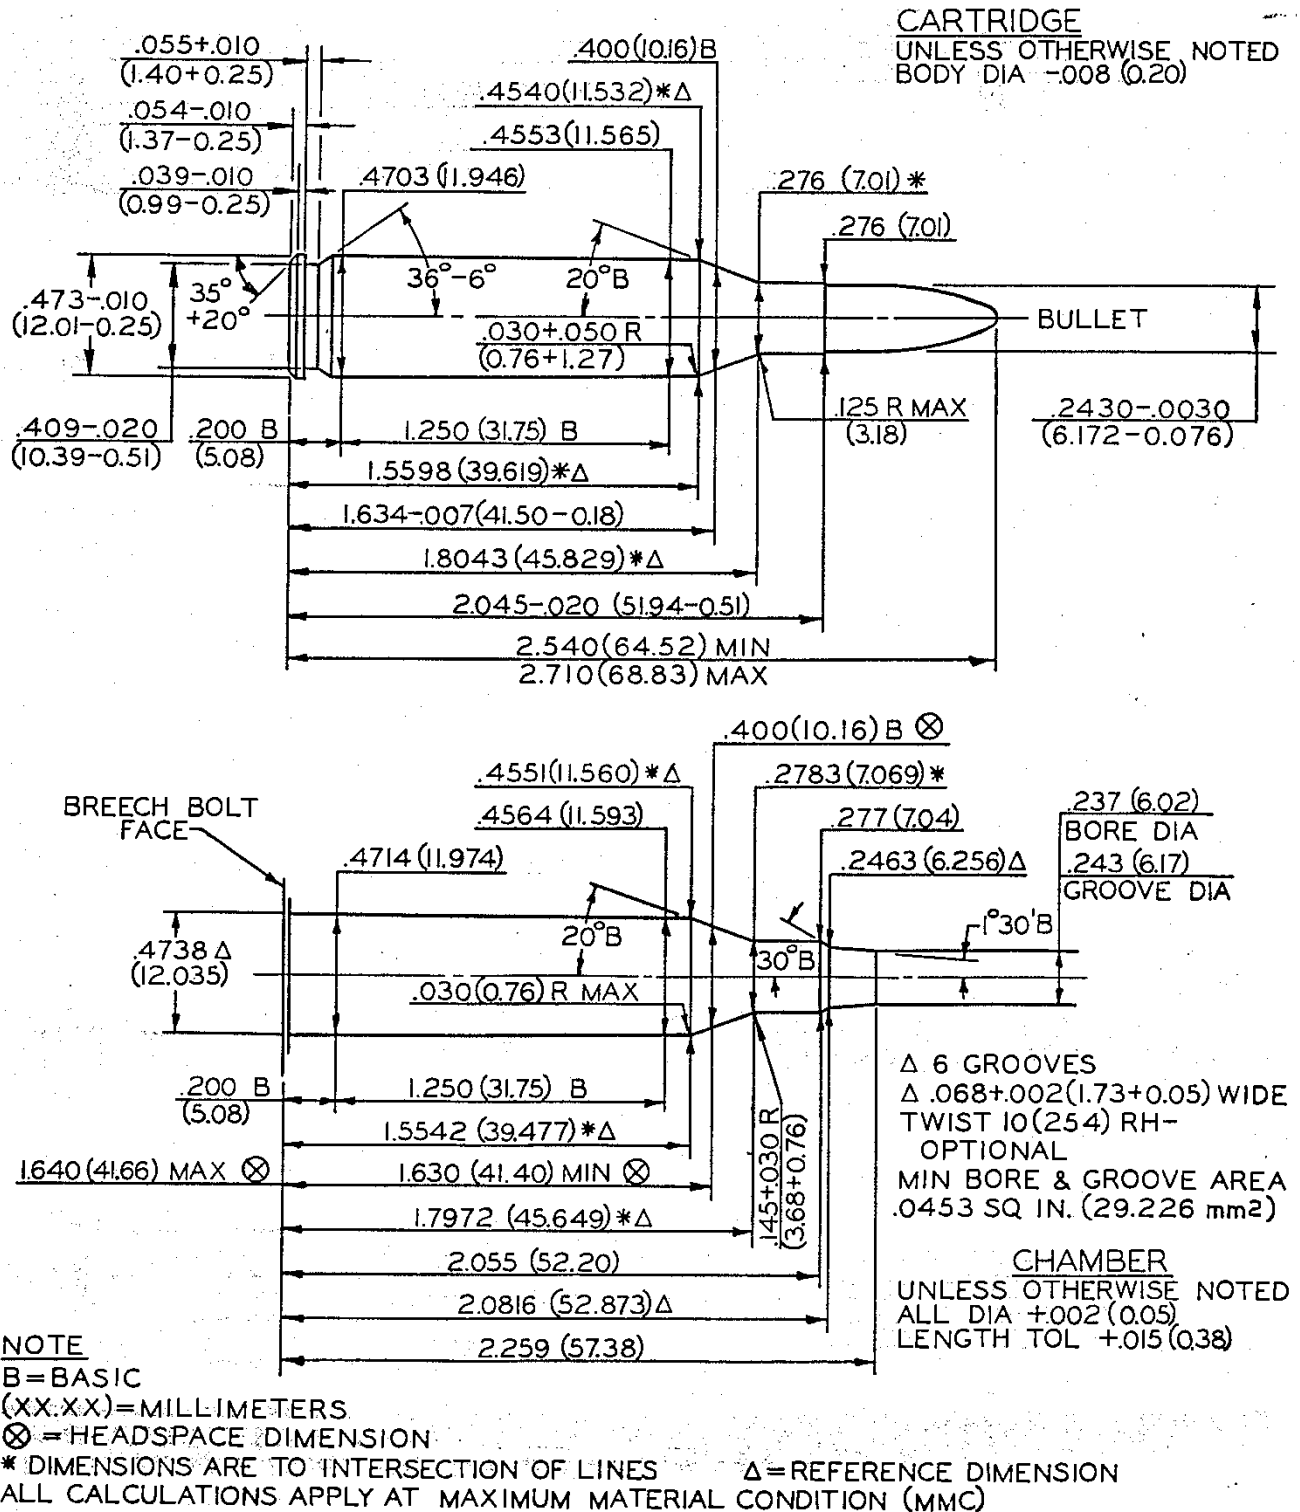 CARTRIDGE
UNLESS OTHERWISE NOTED
BODY DIA -.008 (0.20)
.055+.010
(1.40+0.25)
.400(10.16)B
.4540(11.532)*Δ
.054-.010
(1.37-0.25)
.4553(11.565)
.039-.010
(0.99-0.25)
.4703 (11.946)
.276 (7.01) *
.276 (7.01)
36°-6°
20°B
35°
+20°
.473-.010
(12.01-0.25)
BULLET
.030+.050 R
(0.76+1.27)
.409-.020
(10.39-0.51)
.200 B
(5.08)
1.250 (31.75) B
.125 R MAX
(3.18)
.2430-.0030
(6.172-0.076)
1.5598(39.619)*Δ
1.634-.007(41.50-0.18)
1.8043(45.829)*Δ
2.045-.020 (51.94-0.51)
2.540(64.52) MIN
2.710(68.83) MAX
.400(10.16) B ⊗
.4551(11.560)*Δ
.2783(7.069)*
BREECH BOLT
FACE
.4564 (11.593)
.277 (7.04)
.237 (6.02)
BORE DIA
.4714 (11.974)
.2463(6.256)Δ
.243 (6.17)
GROOVE DIA
1°30'B
20°B
30°B
.4738 Δ
(12.035)
.030(0.76) R MAX
.200 B
(5.08)
1.250 (31.75) B
Δ 6 GROOVES
Δ .068+.002(1.73+0.05) WIDE
TWIST 10(254) RH-
OPTIONAL
MIN BORE & GROOVE AREA
.0453 SQ IN. (29.226 mm2)
1.5542 (39.477)*Δ
1.640(41.66) MAX ⊗
1.630 (41.40) MIN ⊗
.145+.030 R
(3.68+0.76)
1.7972 (45.649)*Δ
2.055 (52.20)
2.0816 (52.873)Δ
2.259 (57.38)
CHAMBER
UNLESS OTHERWISE NOTED
ALL DIA +.002(0.05)
LENGTH TOL +.015(0.38)
NOTE
B=BASIC
(XX.XX)=MILLIMETERS
⊗ =HEADSPACE DIMENSION
* DIMENSIONS ARE TO INTERSECTION OF LINES Δ=REFERENCE DIMENSION
ALL CALCULATIONS APPLY AT MAXIMUM MATERIAL CONDITION (MMC)